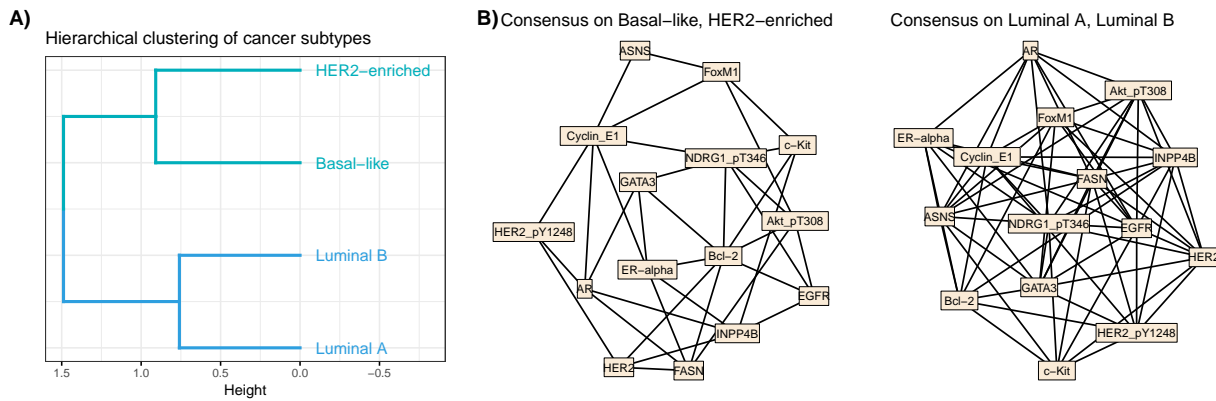 A)
Hierarchical clustering of cancer subtypes
HER2−enriched
Basal−like
Luminal B
Luminal A
1.5 1.0 0.5 0.0 −0.5
Height
B)
Consensus on Basal−like, HER2−enriched
ASNS
FoxM1
Cyclin_E1
c−Kit
NDRG1_pT346
GATA3
Akt_pT308
HER2_pY1248
Bcl−2
ER−alpha
AR
EGFR
INPP4B
HER2
FASN
Consensus on Luminal A, Luminal B
AR
Akt_pT308
FoxM1
ER−alpha
Cyclin_E1
INPP4B
FASN
ASNS
NDRG1_pT346
EGFR
HER2
GATA3
Bcl−2
HER2_pY1248
c−Kit